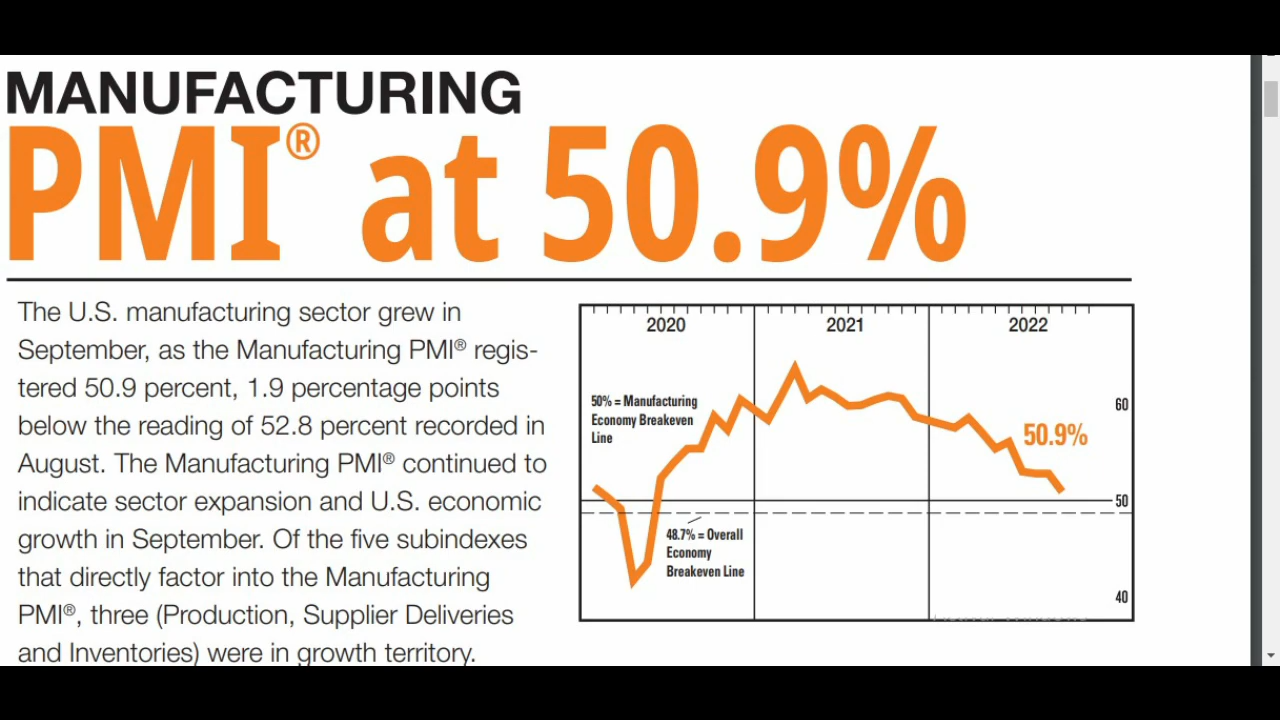 MANUFACTURING
PMI® at 50.9%
The U.S. manufacturing sector grew in
September, as the Manufacturing PMI® regis-
tered 50.9 percent, 1.9 percentage points
below the reading of 52.8 percent recorded in
August. The Manufacturing PMI® continued to
indicate sector expansion and U.S. economic
growth in September. Of the five subindexes
that directly factor into the Manufacturing
PMI®, three (Production, Supplier Deliveries
and Inventories) were in growth territory.
2020 2021 2022
50% = Manufacturing
Economy Breakeven
Line
60
50.9%
50
48.7% = Overall
Economy
Breakeven Line
40